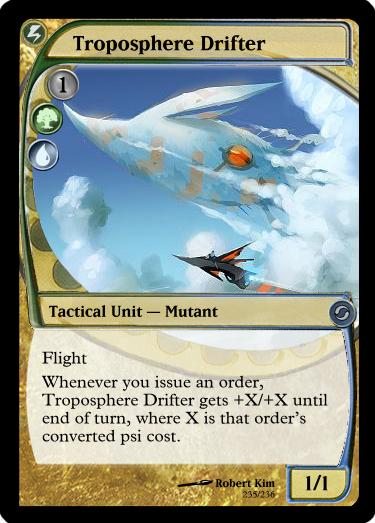 Troposphere Drifter
1
Tactical Unit — Mutant
Flight
Whenever you issue an order,
Troposphere Drifter gets +X/+X until
end of turn, where X is that order's
converted psi cost.
Robert Kim
235/236
1/1